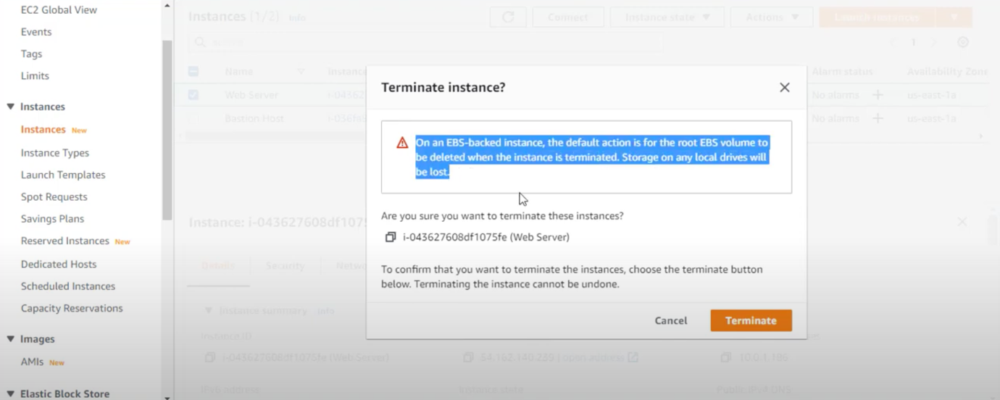 EC2 Global View
Events
Tags
Limits
Instances
Instances New
Instance Types
Launch Templates
Spot Requests
Savings Plans
Reserved Instances New
Dedicated Hosts
Scheduled Instances
Capacity Reservations
Images
AMIs New
Elastic Block Store
Instances (1/2) Info
Connect
Instance state
Actions
Launch instances
1
Name
Instance
Alarm status
Availability Zone
Web Server
i-04362
No alarms
us-east-1a
Bastion Host
No alarms
us-east-1a
Terminate instance?
On an EBS-backed instance, the default action is for the root EBS volume to
be deleted when the instance is terminated. Storage on any local drives will
be lost.
Are you sure you want to terminate these instances?
i-043627608df1075fe (Web Server)
To confirm that you want to terminate the instances, choose the terminate button
below. Terminating the instance cannot be undone.
Cancel
Terminate
Instance: i-043627608df1075
Details
Security
Netwo
Instance summary Info
Instance ID
i-043627608df1075fe (Web Server)
54.162.140.235 | open address
10.0.1.186
IPv6 address
Instance state
Public IPv4 DNS